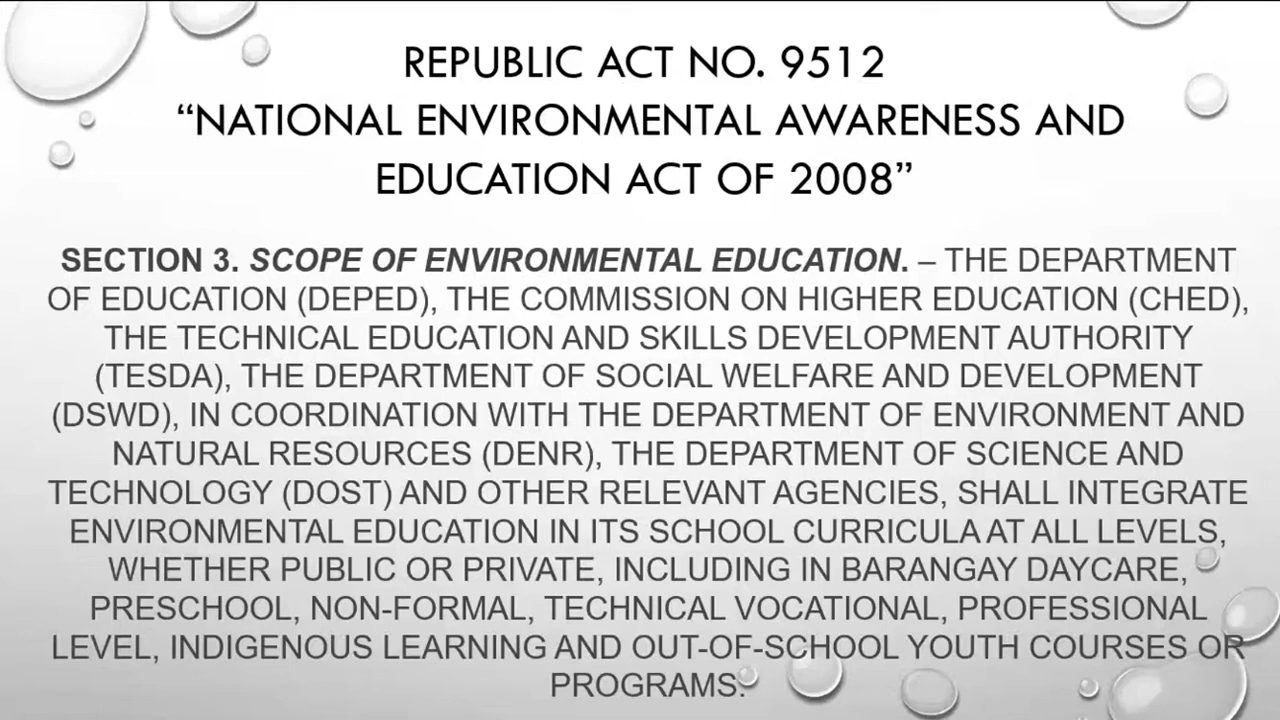 REPUBLIC ACT NO. 9512
“NATIONAL ENVIRONMENTAL AWARENESS AND
EDUCATION ACT OF 2008”
SECTION 3. SCOPE OF ENVIRONMENTAL EDUCATION. – THE DEPARTMENT
OF EDUCATION (DEPED), THE COMMISSION ON HIGHER EDUCATION (CHED),
THE TECHNICAL EDUCATION AND SKILLS DEVELOPMENT AUTHORITY
(TESDA), THE DEPARTMENT OF SOCIAL WELFARE AND DEVELOPMENT
(DSWD), IN COORDINATION WITH THE DEPARTMENT OF ENVIRONMENT AND
NATURAL RESOURCES (DENR), THE DEPARTMENT OF SCIENCE AND
TECHNOLOGY (DOST) AND OTHER RELEVANT AGENCIES, SHALL INTEGRATE
ENVIRONMENTAL EDUCATION IN ITS SCHOOL CURRICULA AT ALL LEVELS,
WHETHER PUBLIC OR PRIVATE, INCLUDING IN BARANGAY DAYCARE,
PRESCHOOL, NON-FORMAL, TECHNICAL VOCATIONAL, PROFESSIONAL
LEVEL, INDIGENOUS LEARNING AND OUT-OF-SCHOOL YOUTH COURSES OR
PROGRAMS.